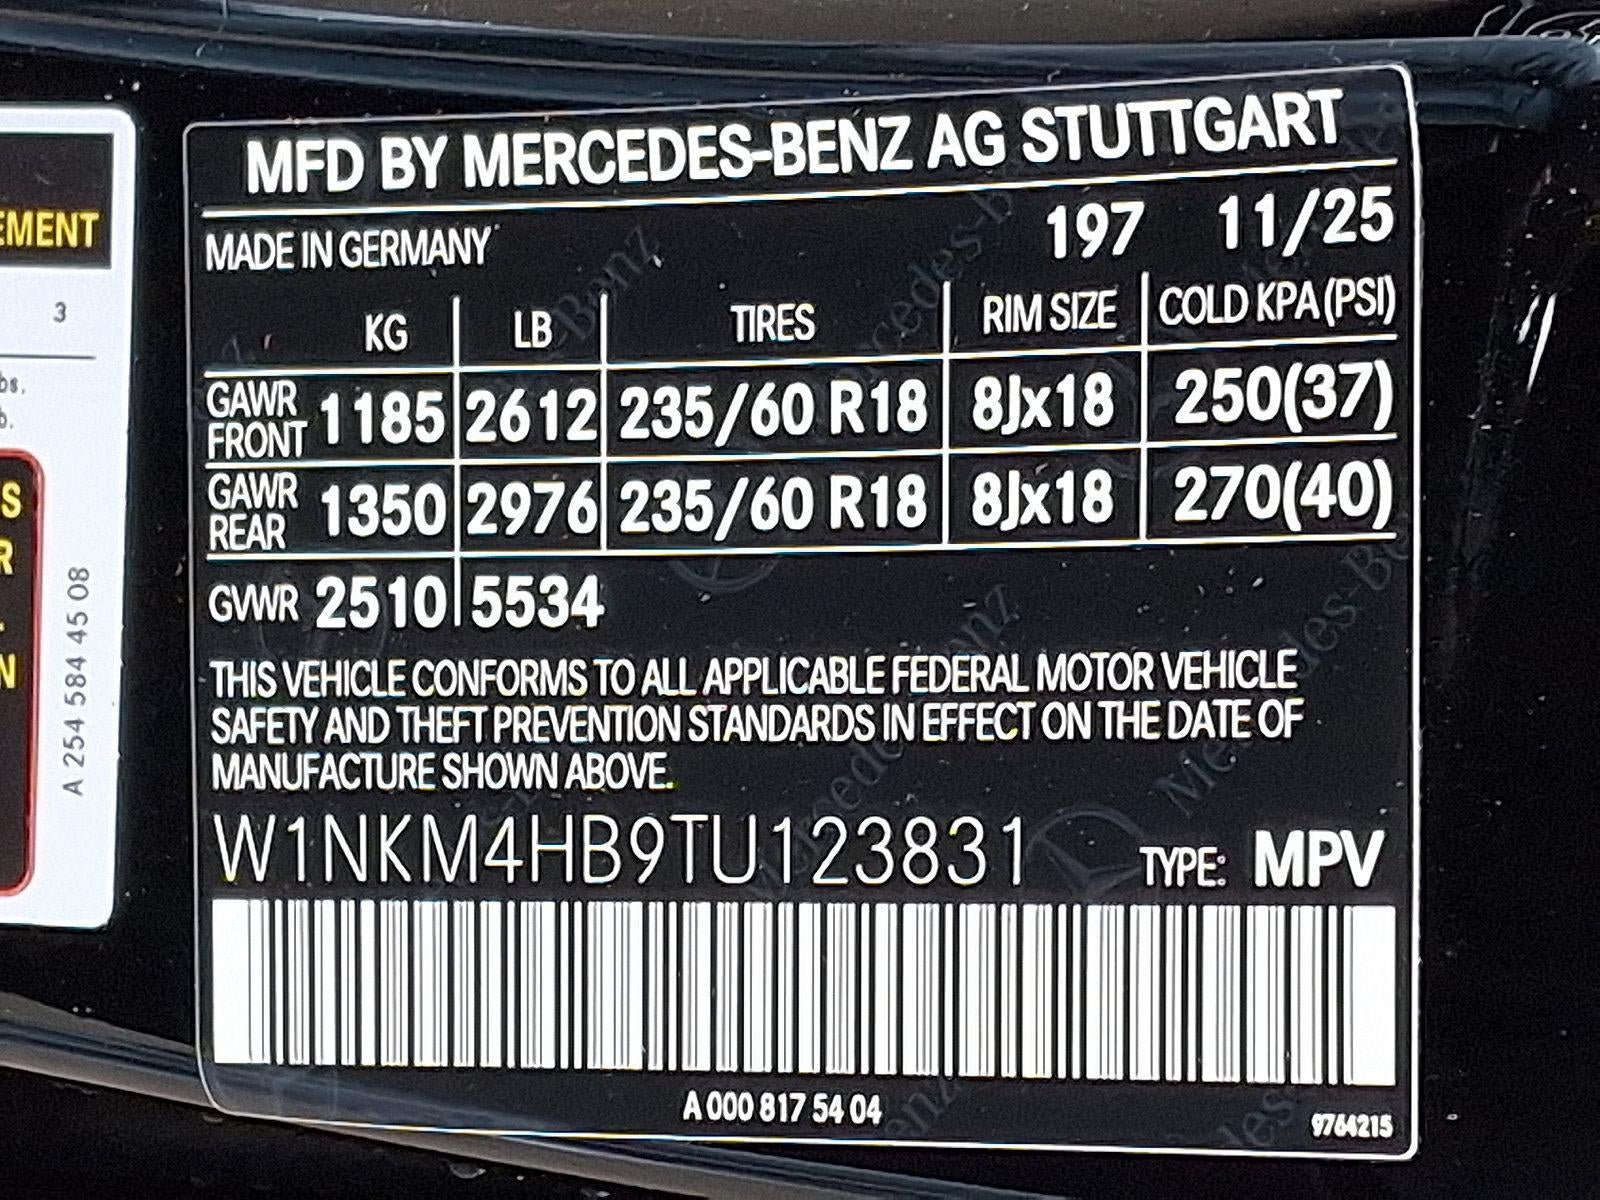 EMENT
3
bs.
b.
S
R
N
A 254 584 45 08
MFD BY MERCEDES-BENZ AG STUTTGART
MADE IN GERMANY 197 11/25
KG LB TIRES RIM SIZE COLD KPA (PSI)
GAWR FRONT 1185 2612 235/60 R18 8Jx18 250(37)
GAWR REAR 1350 2976 235/60 R18 8Jx18 270(40)
GVWR 2510 5534
THIS VEHICLE CONFORMS TO ALL APPLICABLE FEDERAL MOTOR VEHICLE
SAFETY AND THEFT PREVENTION STANDARDS IN EFFECT ON THE DATE OF
MANUFACTURE SHOWN ABOVE.
W1NKM4HB9TU123831 TYPE: MPV
A 000 817 54 04
9764215